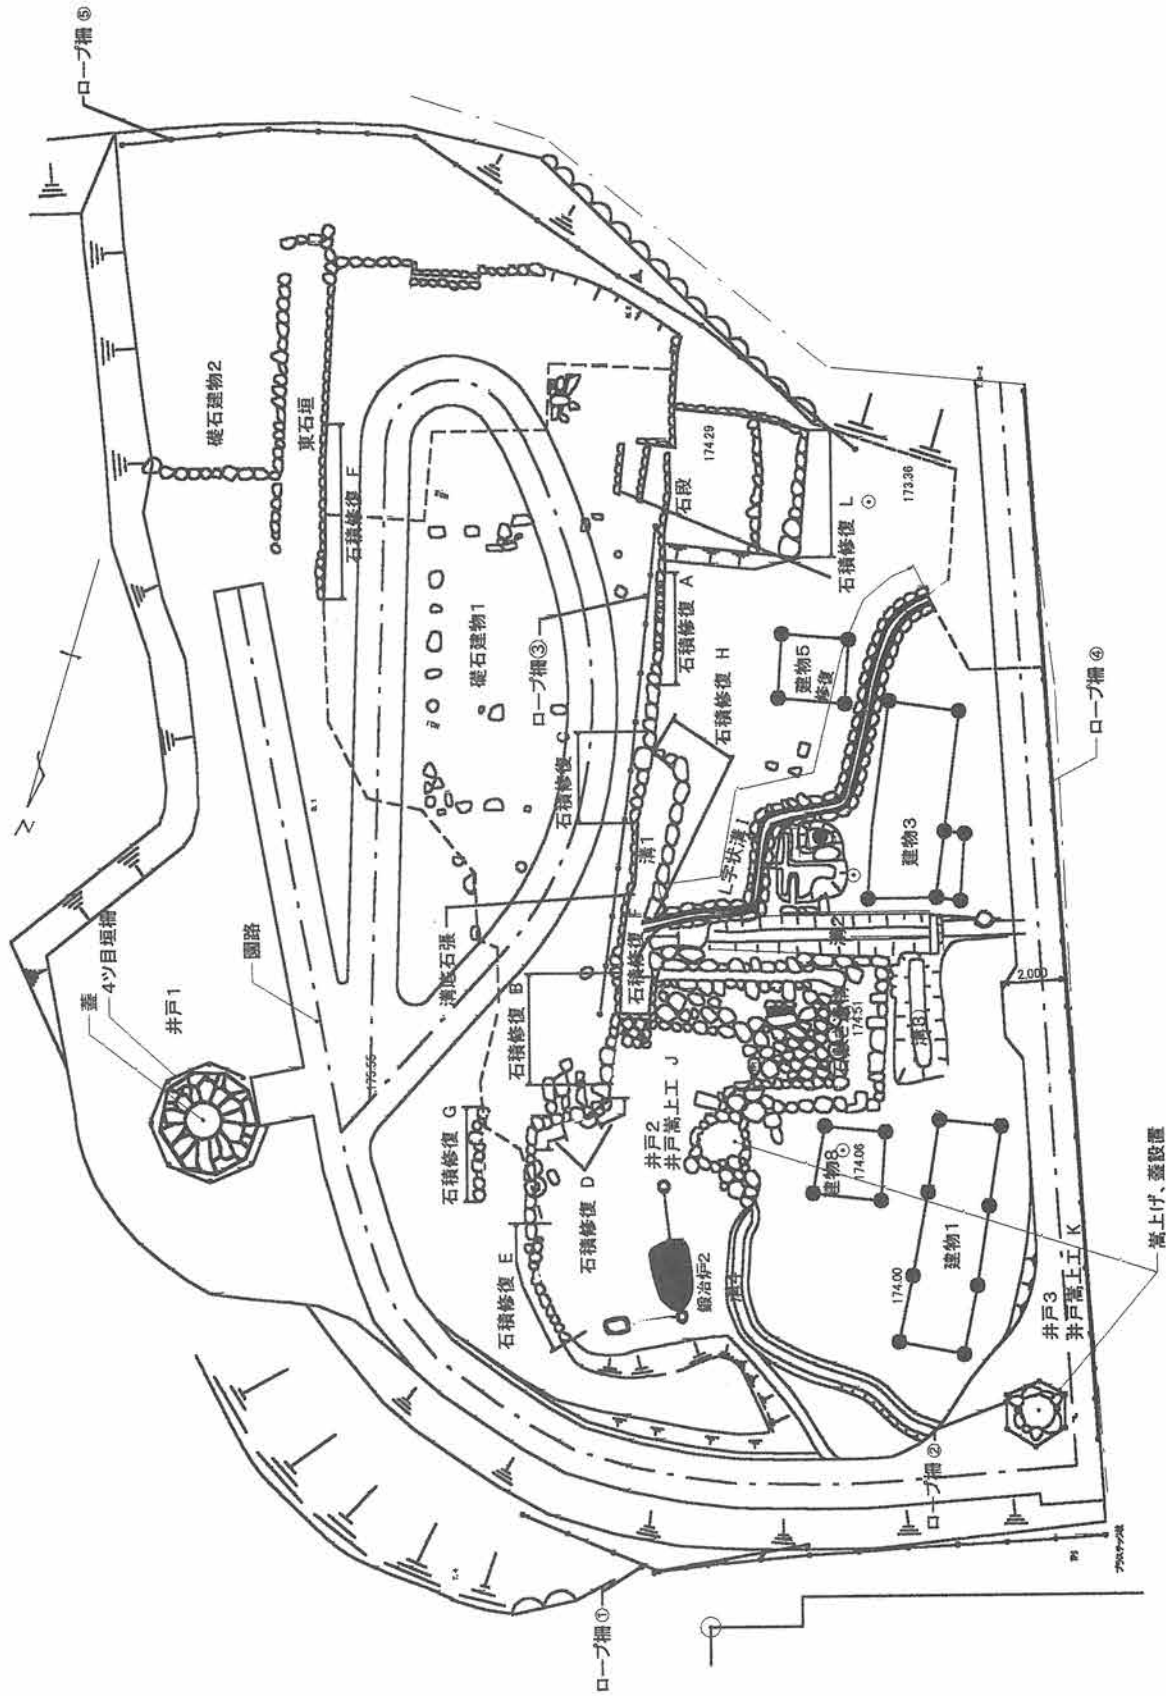 ロープ柵⑤
礎石建物2
東石垣
石積修復 F
174.29
石段
石積修復 L
173.36
N
礎石建物1
ロープ柵③
石積修復 A
石積修復 H
建物5
修復
石積修復 C
溝1
L字状溝 I
建物3
ロープ柵④
蓋
4ツ目垣柵
井戸1
園路
175.55
溝底石張
石積修復 B
石積修復 F
溝2
174.51
溝3
2,000
石積修復 G
石積修復 D
石積修復 E
井戸2
井戸嵩上工 J
鍛冶炉2
溝4
建物8
174.06
建物1
174.00
井戸3
井戸嵩上工 K
嵩上げ、蓋設置
ロープ柵②
ロープ柵①